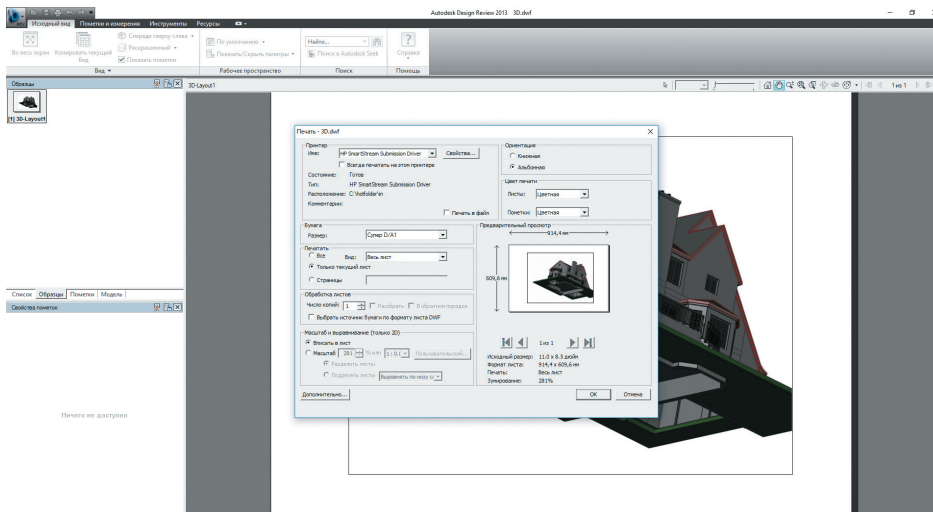 Autodesk Design Review 2013 3D.dwf
Исходный вид Пометки и измерения Инструменты Ресурсы
Во весь экран
Копировать текущий Вид
Спереди сверху слева
Раскрашенный
Показать пометки
По умолчанию
Показать/Скрыть палитры
Найти...
Поиск в Autodesk Seek
Справка
Вид
Рабочее пространство
Поиск
Помощь
Образцы
3D-Layout1
1 из 1
[1] 3D-Layout1
Список Образцы Пометки Модель
Свойства пометок
Ничего не доступно
Печать - 3D.dwf
Принтер
Имя: HP SmartStream Submission Driver Свойства...
Всегда печатать на этом принтере
Состояние: Готов
Тип: HP SmartStream Submission Driver
Расположение: C:\hotfolder\in
Комментарии:
Печать в файл
Ориентация
Книжная
Альбомная
Цвет печати
Листы: Цветная
Пометки: Цветная
Бумага
Размер: Супер D/A1
Печатать
Все Вид: Весь лист
Только текущий лист
Страницы
Обработка листов
Число копий: 1 Разобрать В обратном порядке
Выбрать источник бумаги по формату листа DWF
Масштаб и выравнивание (только 2D)
Вписать в лист
Масштаб 281 % или Пользовательский...
Разделить листы
Подрезать листы Выровнять по низу
Дополнительно...
Предварительный просмотр
914,4 мм
609,6 мм
1 из 1
Исходный размер: 11.0 x 8.5 дюйм
Формат листа: 914,4 x 609,6 мм
Печать: Весь лист
Зумирование: 281%
OK Отмена